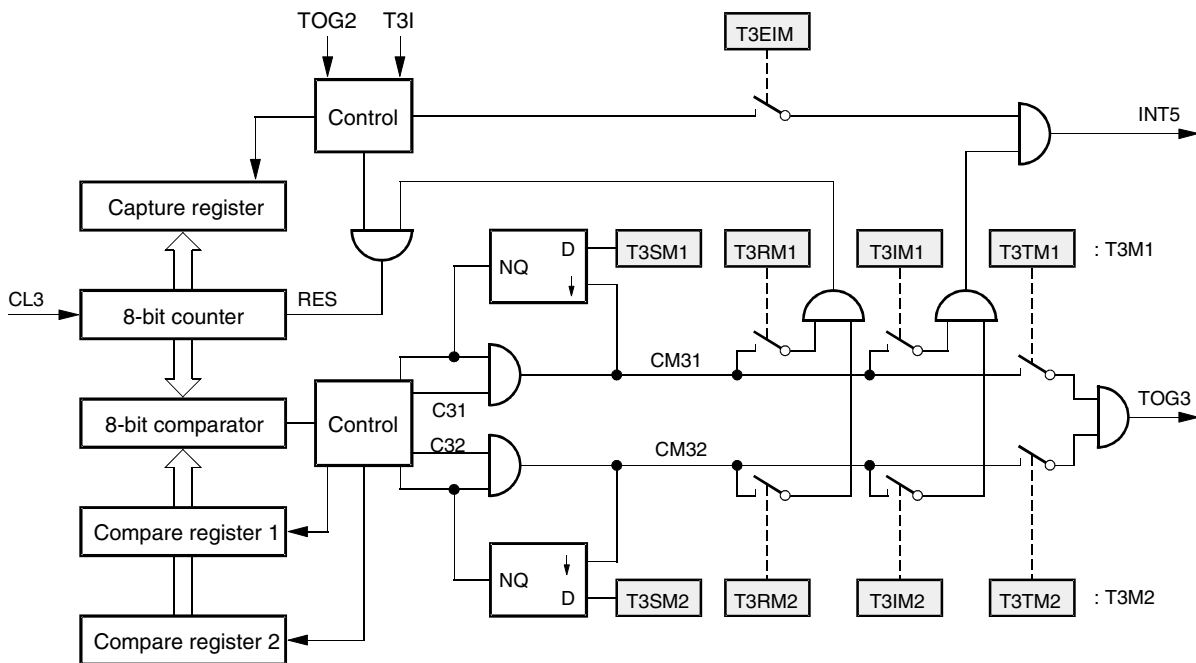 TOG2 T3I
T3EIM
Control
INT5
Capture register
D
T3SM1
T3RM1
T3IM1
T3TM1
: T3M1
NQ
CL3
8-bit counter
RES
CM31
C31
8-bit comparator
Control
TOG3
C32
CM32
Compare register 1
NQ
D
T3SM2
T3RM2
T3IM2
T3TM2
: T3M2
Compare register 2